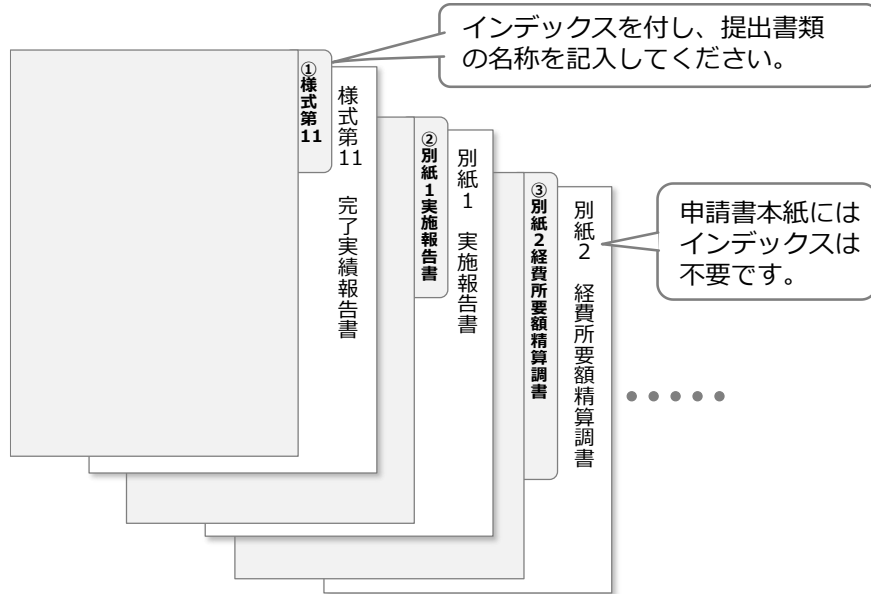 インデックスを付し、提出書類
の名称を記入してください。
①様式第11
様式第11　完了実績報告書
②別紙1実施報告書
別紙1　実施報告書
③別紙2経費所要額精算調書
別紙2　経費所要額精算調書
申請書本紙には
インデックスは
不要です。
•••••